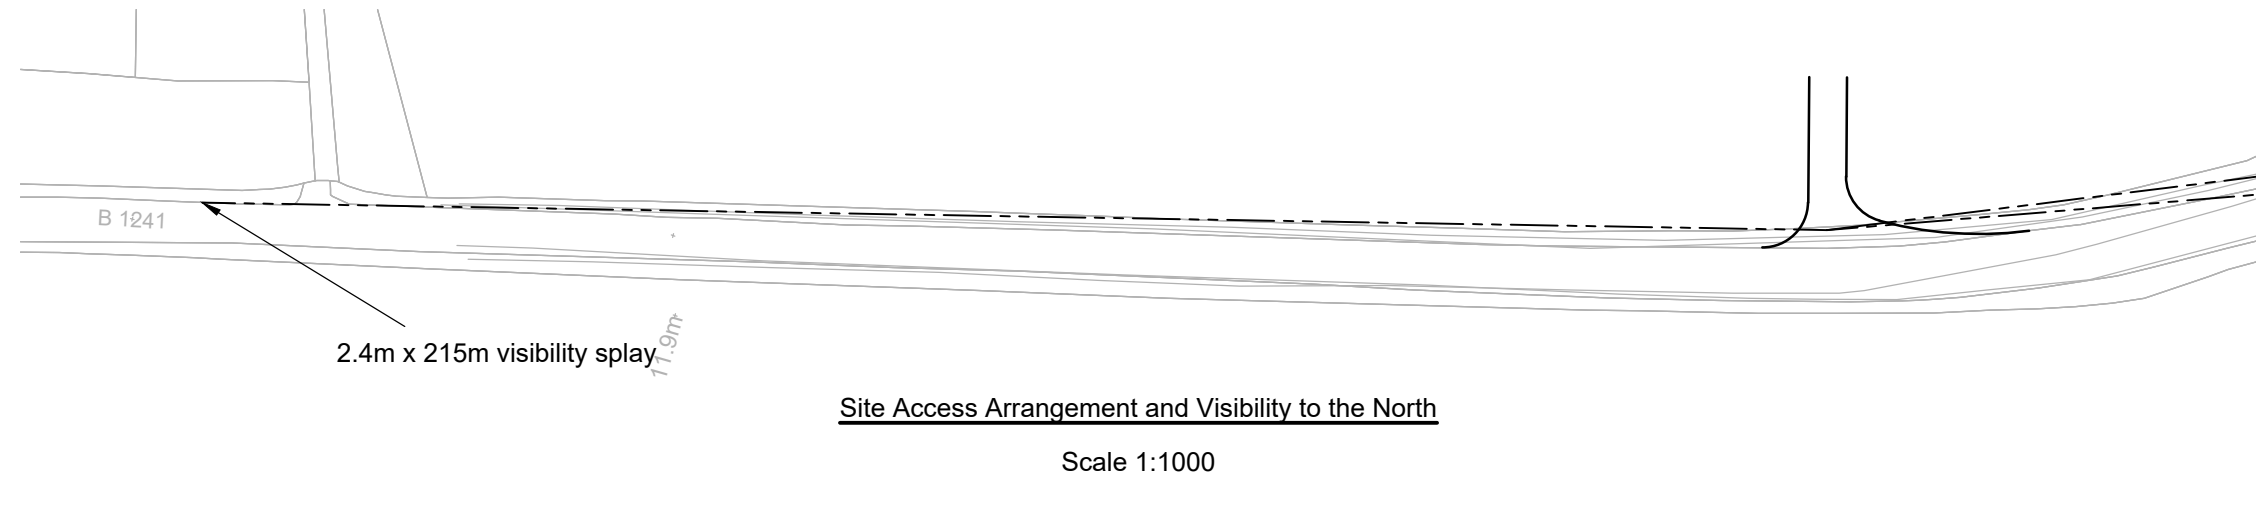 B 1241
11.9m
2.4m x 215m visibility splay
Site Access Arrangement and Visibility to the North
Scale 1:1000